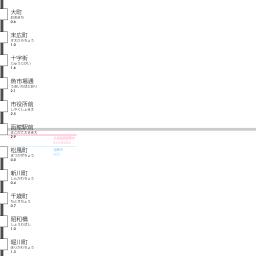 大町
おおまち
0.6
末広町
すえひろちょう
1.0
十字街
じゅうじがい
1.6
魚市場通
うおいちばどおり
2.1
市役所前
しやくしょまえ
2.5
函館駅前
はこだてえきまえ
2.9
松風町
まつかぜちょう
0.0
新川町
しんかわちょう
0.4
千歳町
ちとせちょう
0.7
昭和橋
しょうわばし
1.0
堀川町
ほりかわちょう
1.3